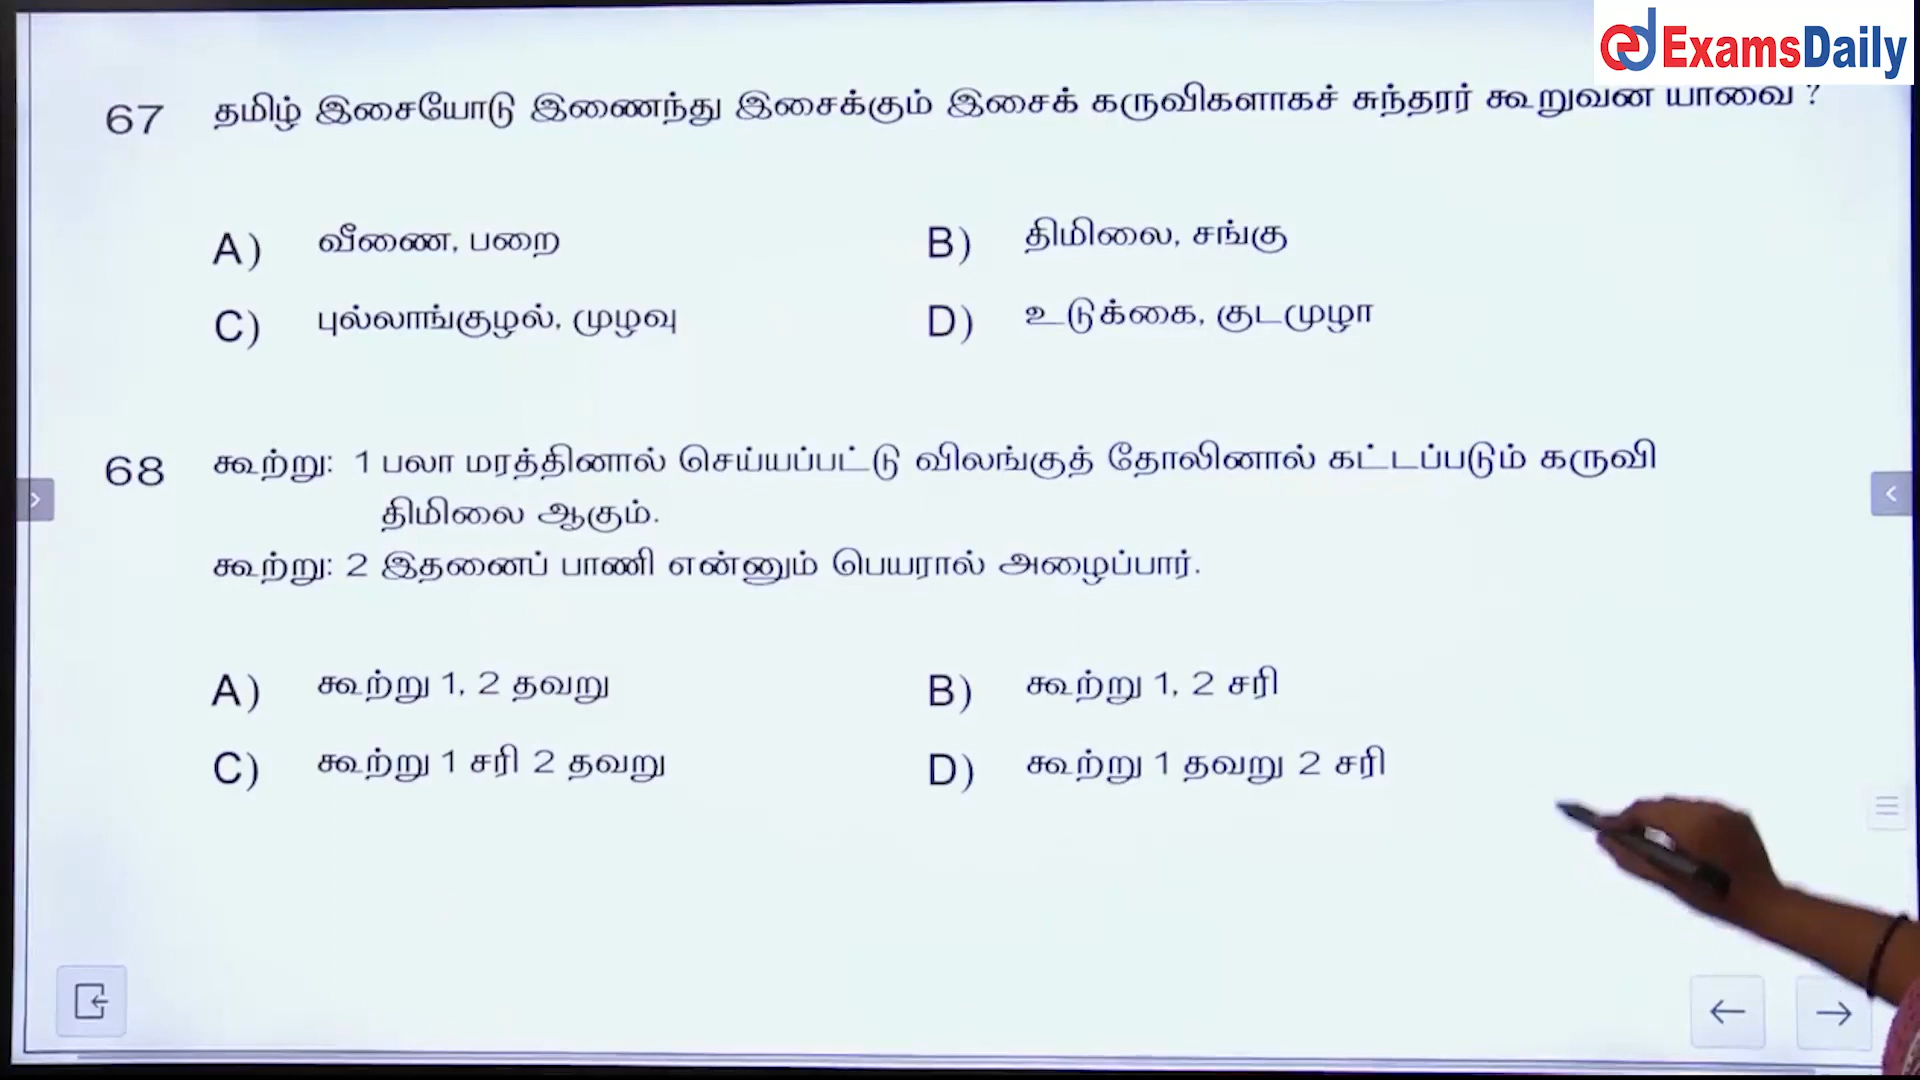 ExamsDaily
67 தமிழ் இசையோடு இணைந்து இசைக்கும் இசைக் கருவிகளாகச் சுந்தரர் கூறுவன யாவை ?
A) வீணை, பறை B) திமிலை, சங்கு
C) புல்லாங்குழல், முழவு D) உடுக்கை, குடமுழா
68 கூற்று: 1 பலா மரத்தினால் செய்யப்பட்டு விலங்குத் தோலினால் கட்டப்படும் கருவி
திமிலை ஆகும்.
கூற்று: 2 இதனைப் பாணி என்னும் பெயரால் அழைப்பார்.
A) கூற்று 1, 2 தவறு B) கூற்று 1, 2 சரி
C) கூற்று 1 சரி 2 தவறு D) கூற்று 1 தவறு 2 சரி